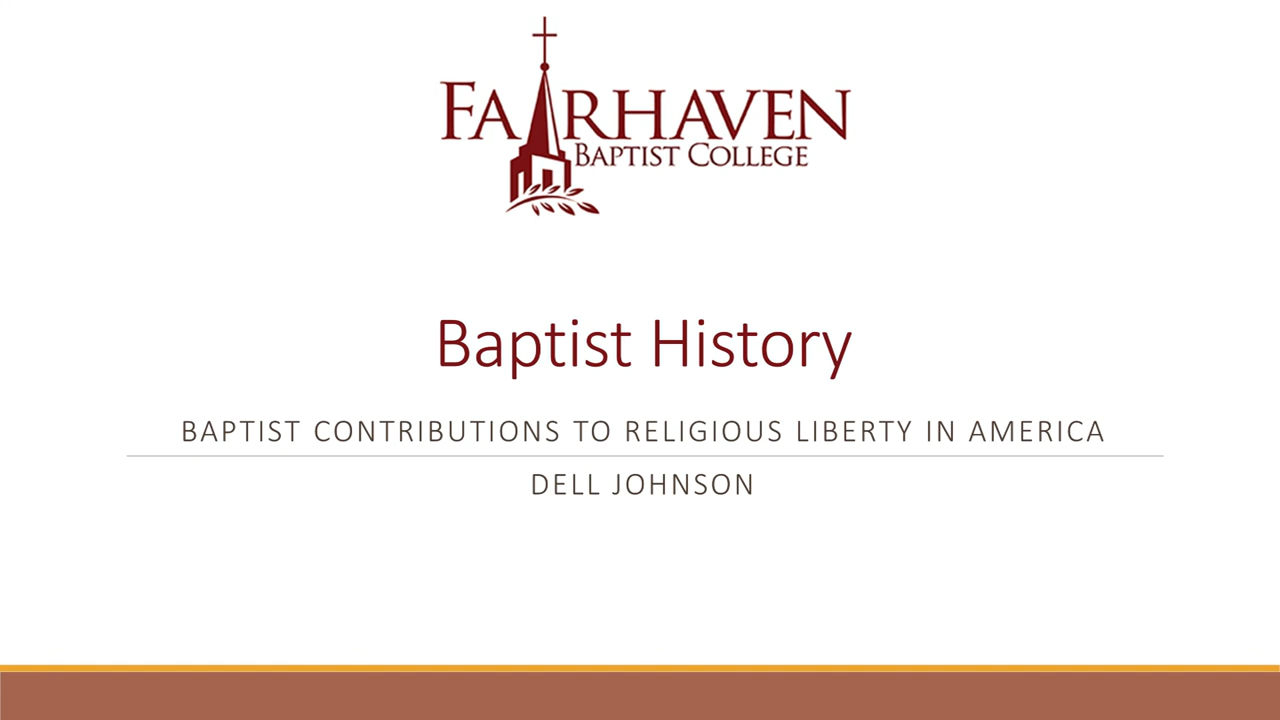 FAIRHAVEN
BAPTIST COLLEGE
Baptist History
BAPTIST CONTRIBUTIONS TO RELIGIOUS LIBERTY IN AMERICA
DELL JOHNSON